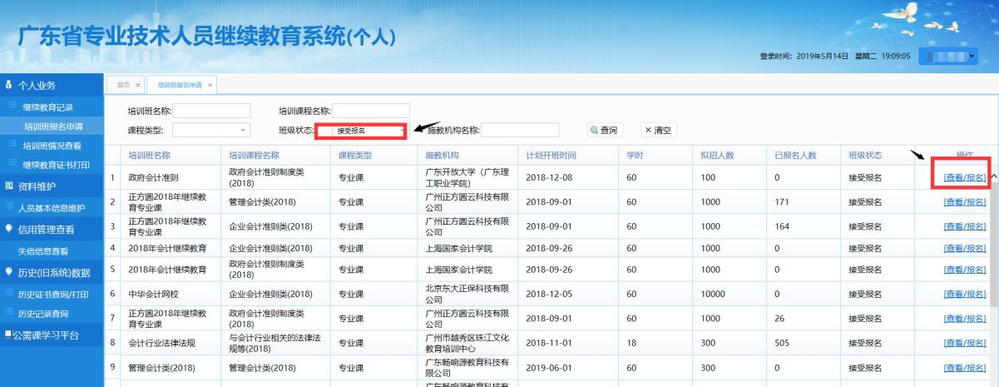 广东省专业技术人员继续教育系统(个人)
登录时间：2019年5月14日 星期二 19:09:05
个人业务
继续教育记录
培训班报名申请
培训班情况查看
继续教育证书打印
资料维护
人员基本信息维护
信用管理查看
失信信息查看
历史(旧系统)数据
历史证书查询/打印
历史记录查询
公需课学习平台
首页 ×
培训班报名申请 ×
培训班名称:
培训课程名称:
课程类型:
班级状态: 接受报名
施教机构名称:
查询
× 清空
培训班名称 培训课程名称 课程类型 施教机构 计划开班时间 学时 拟招人数 已报名人数 班级状态 操作
1 政府会计准则 政府会计准则制度类(2018) 专业课 广东开放大学（广东理工职业学院） 2018-12-08 60 100 0 接受报名 [查看/报名]
2 正方圆2018年继续教育专业课 管理会计类(2018) 专业课 广州正方圆云科技有限公司 2018-09-01 60 1000 171 接受报名 [查看/报名]
3 正方圆2018年继续教育专业课 企业会计准则类(2018) 专业课 广州正方圆云科技有限公司 2018-09-01 60 1000 164 接受报名 [查看/报名]
4 2018年会计继续教育 企业会计准则类(2018) 专业课 上海国家会计学院 2018-09-26 60 1000 0 接受报名 [查看/报名]
5 2018年会计继续教育 政府会计准则制度类(2018) 专业课 上海国家会计学院 2018-09-26 60 1000 0 接受报名 [查看/报名]
6 中华会计网校 企业会计准则类(2018) 专业课 北京东大正保科技有限公司 2018-12-05 60 10000 0 接受报名 [查看/报名]
7 正方圆2018年继续教育专业课 政府会计准则制度类(2018) 专业课 广州正方圆云科技有限公司 2018-09-01 60 1000 26 接受报名 [查看/报名]
8 会计行业法律法规 与会计行业相关的法律法规等(2018) 专业课 广州市越秀区珠江文化教育培训中心 2018-11-01 18 300 505 接受报名 [查看/报名]
9 管理会计类(2018) 管理会计类(2018) 专业课 广东畅响源教育科技有限公司 2019-06-01 60 300 0 接受报名 [查看/报名]